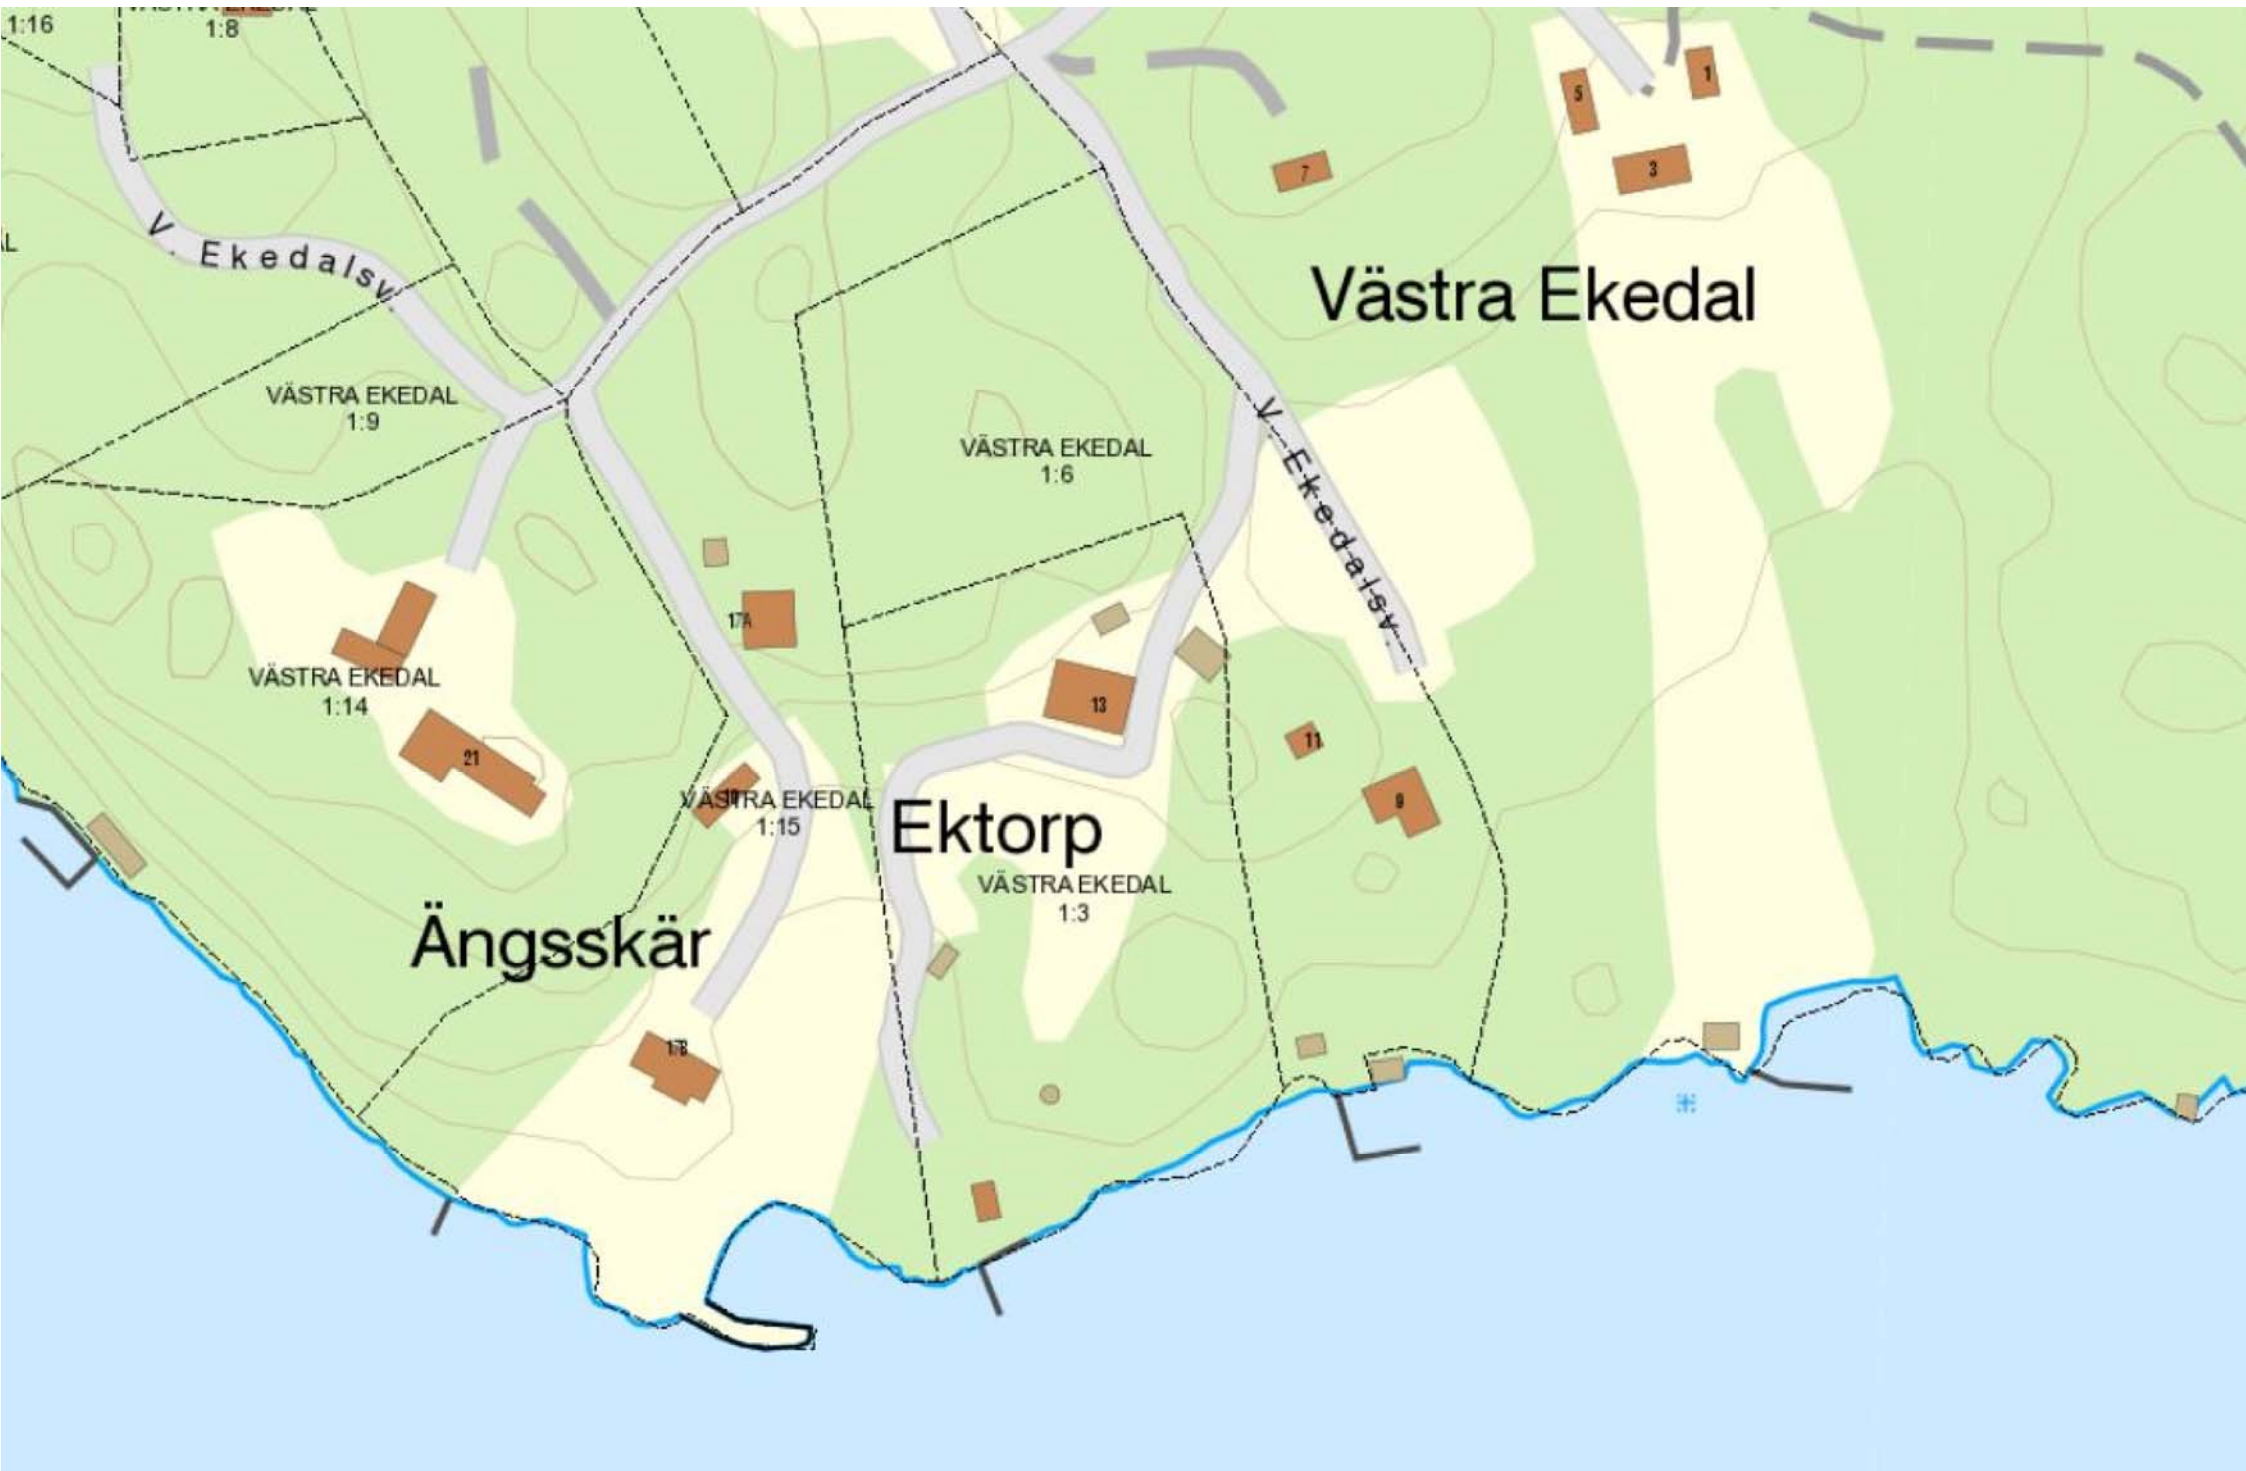 1:16
1:8
5
1
3
7
V. Ekedalsv.
Västra Ekedal
VÄSTRA EKEDAL
1:9
V. Ekedalsv.
VÄSTRA EKEDAL
1:6
17A
VÄSTRA EKEDAL
1:14
13
11
21
9
VÄSTRA EKEDAL
1:15
Ektorp
VÄSTRA EKEDAL
1:3
Ängsskär
17B